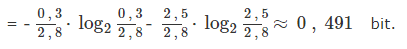 = - 0 , 3 / 2 , 8 · log₂ 0 , 3 / 2 , 8 - 2 , 5 / 2 , 8 · log₂ 2 , 5 / 2 , 8 ≈ 0 , 491 bit.